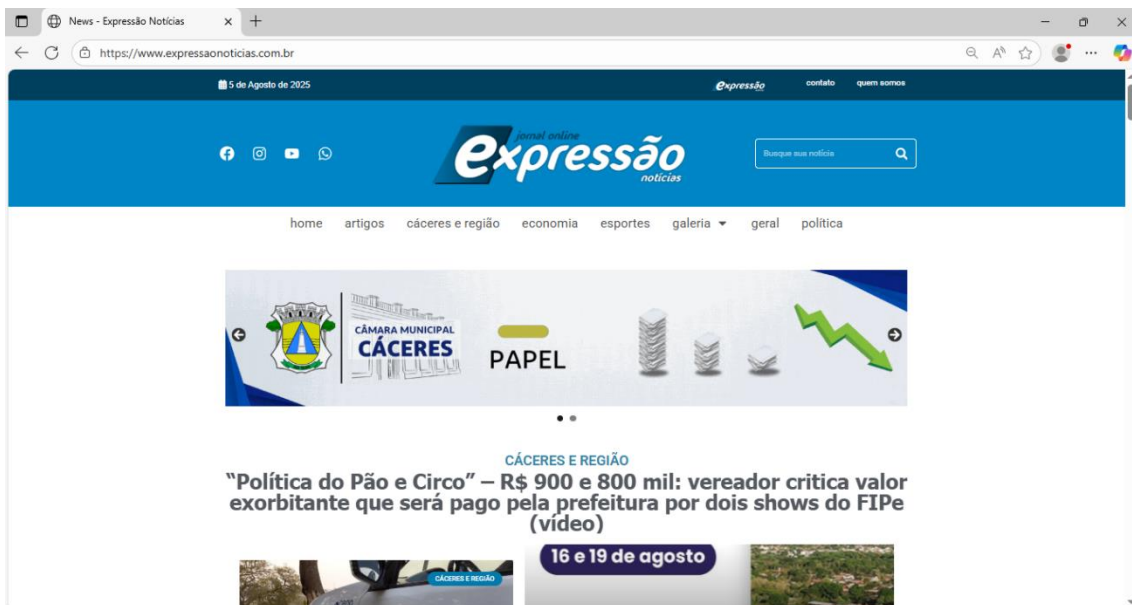 News - Expressão Notícias
https://www.expressaonoticias.com.br
5 de Agosto de 2025
expressão
contato
quem somos
jornal online
expressão
notícias
Busque sua notícia
home artigos cáceres e região economia esportes galeria geral política
CÂMARA MUNICIPAL
CÁCERES
PAPEL
CÁCERES E REGIÃO
“Política do Pão e Circo” – R$ 900 e 800 mil: vereador critica valor
exorbitante que será pago pela prefeitura por dois shows do FIPe
(vídeo)
16 e 19 de agosto
CÁCERES E REGIÃO